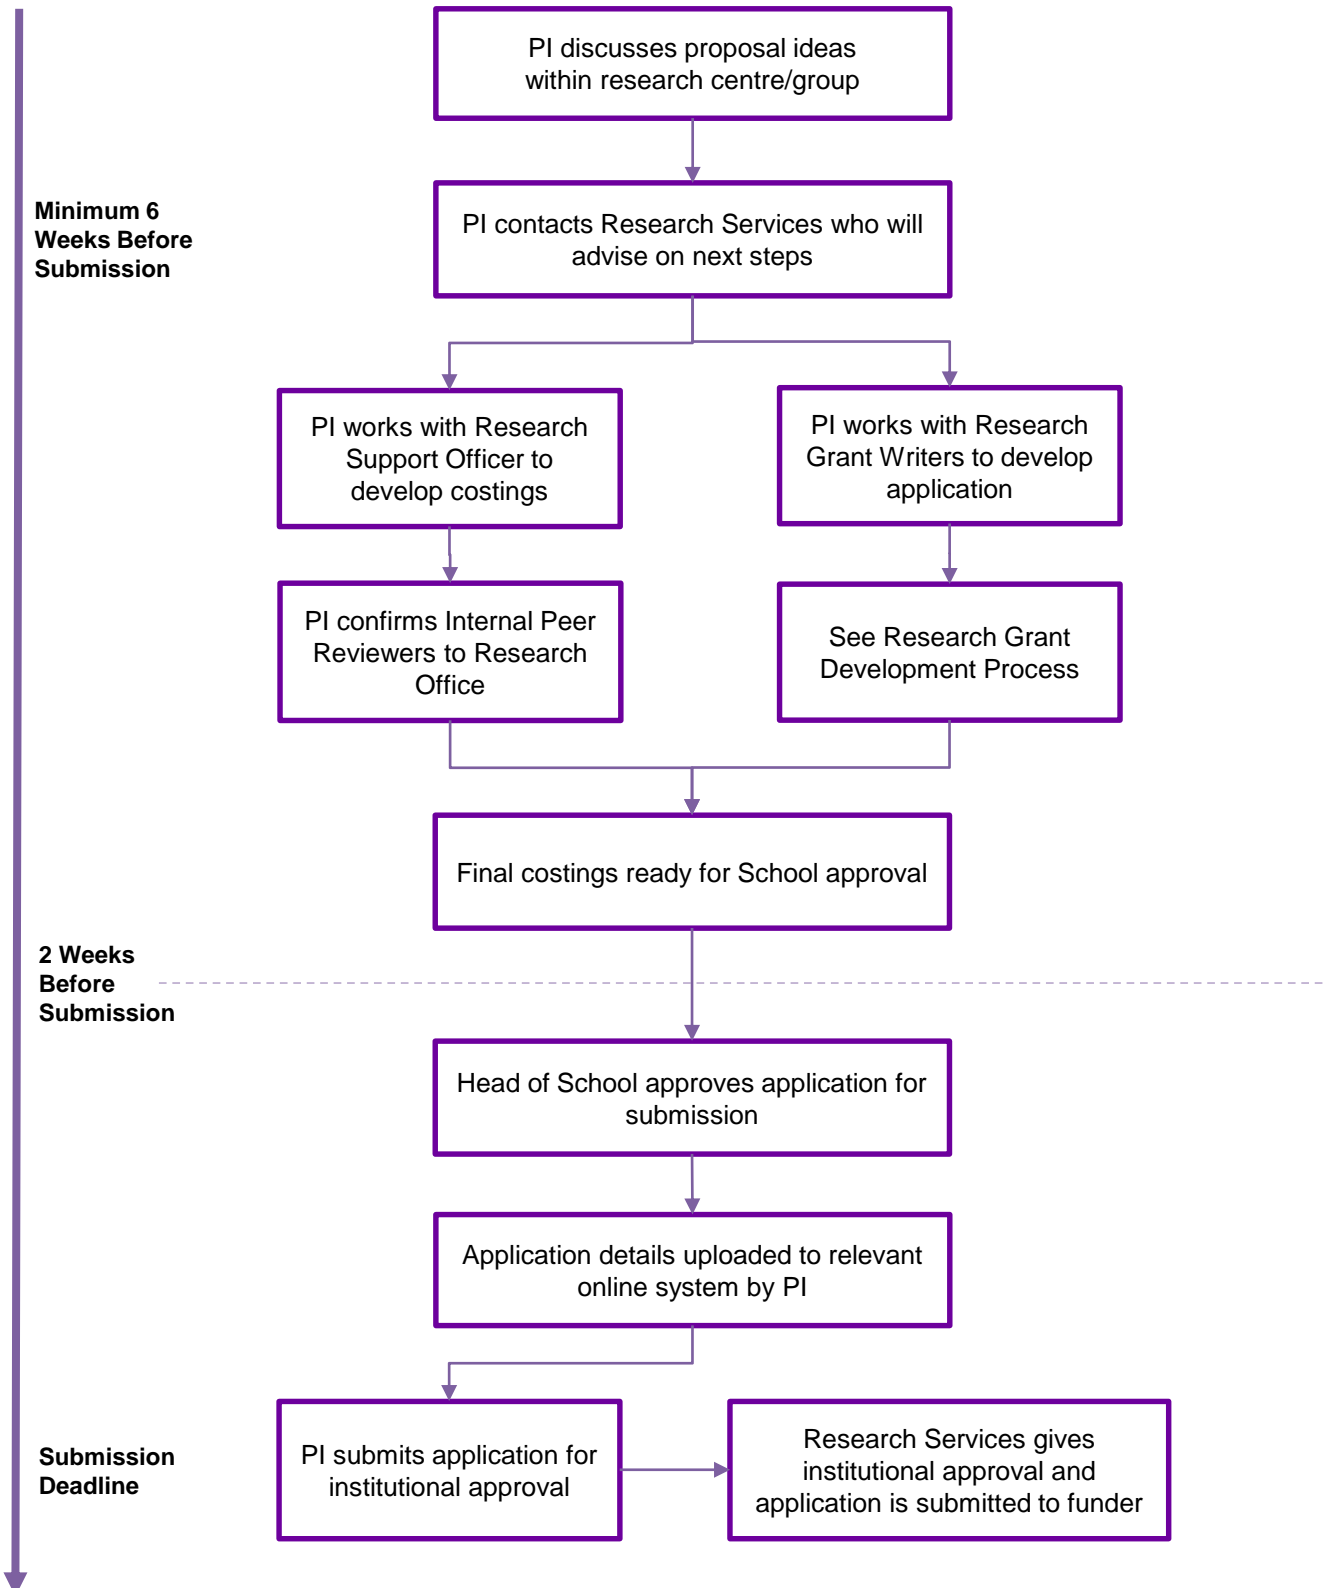 PI discusses proposal ideas
within research centre/group
Minimum 6
Weeks Before
Submission
PI contacts Research Services who will
advise on next steps
PI works with Research
Support Officer to
develop costings
PI works with Research
Grant Writers to develop
application
PI confirms Internal Peer
Reviewers to Research
Office
See Research Grant
Development Process
Final costings ready for School approval
2 Weeks
Before
Submission
Head of School approves application for
submission
Application details uploaded to relevant
online system by PI
Submission
Deadline
PI submits application for
institutional approval
Research Services gives
institutional approval and
application is submitted to funder